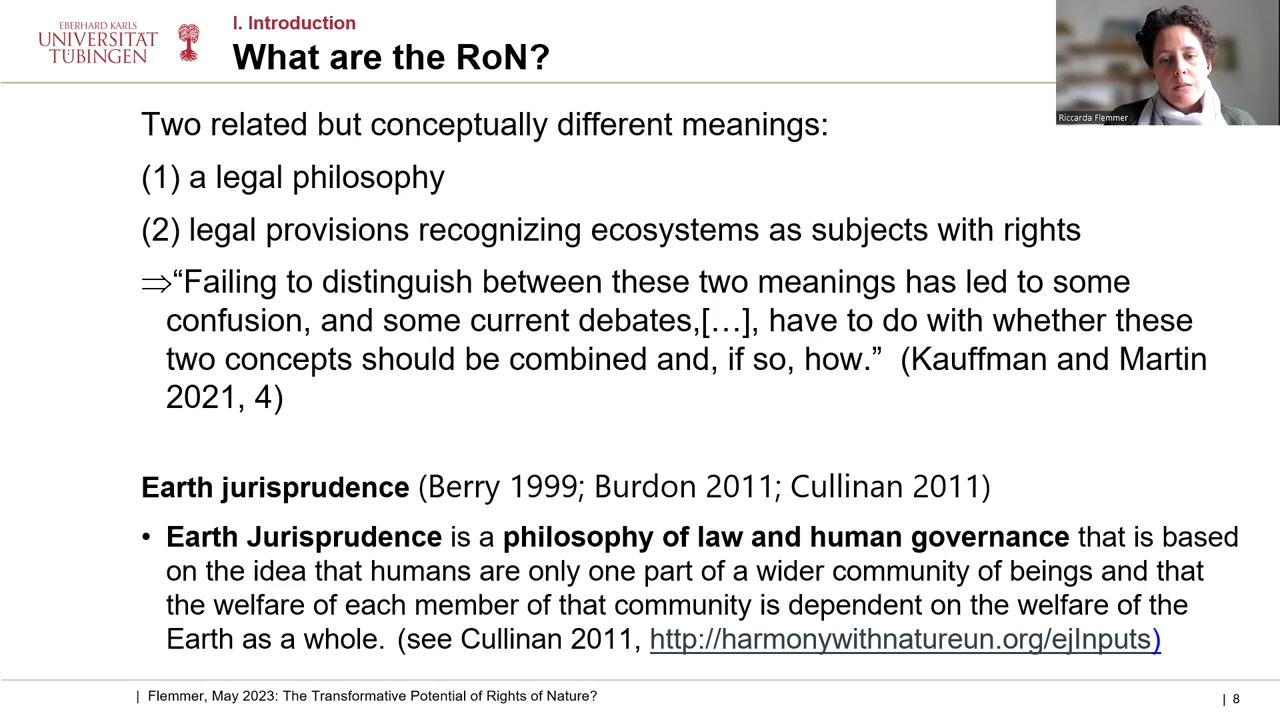 EBERHARD KARLS
UNIVERSITÄT
TÜBINGEN
I. Introduction
What are the RoN?
Riccarda Flemmer
Two related but conceptually different meanings:
(1) a legal philosophy
(2) legal provisions recognizing ecosystems as subjects with rights
⇒“Failing to distinguish between these two meanings has led to some
confusion, and some current debates,[…], have to do with whether these
two concepts should be combined and, if so, how.” (Kauffman and Martin
2021, 4)
Earth jurisprudence (Berry 1999; Burdon 2011; Cullinan 2011)
• Earth Jurisprudence is a philosophy of law and human governance that is based
on the idea that humans are only one part of a wider community of beings and that
the welfare of each member of that community is dependent on the welfare of the
Earth as a whole. (see Cullinan 2011, http://harmonywithnatureun.org/ejInputs)
| Flemmer, May 2023: The Transformative Potential of Rights of Nature?
| 8